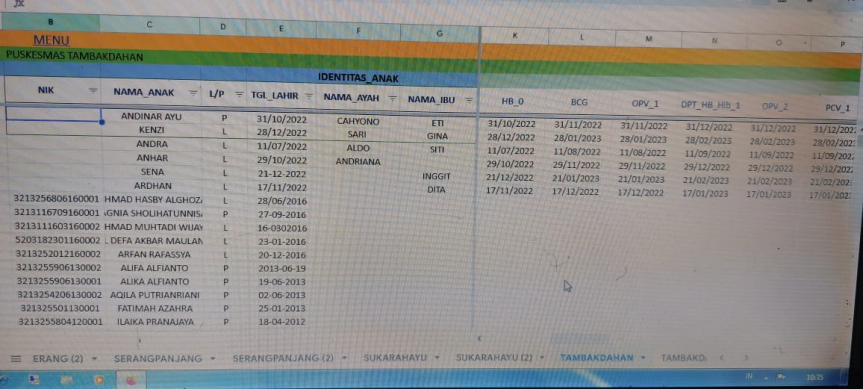 B C D E F G K L M N O P
MENU
PUSKESMAS TAMBAKDAHAN
IDENTITAS_ANAK
NIK NAMA_ANAK L/P TGL_LAHIR NAMA_AYAH NAMA_IBU HB_0 BCG OPV_1 DPT_HB_Hib_1 OPV_2 PCV_1
ANDINAR AYU P 31/10/2022 CAHYONO ETI 31/10/2022 31/11/2022 31/11/2022 31/12/2022 31/12/2022 31/12/202
KENZI L 28/12/2022 SARI GINA 28/12/2022 28/01/2023 28/01/2023 28/02/2023 28/02/2023 28/02/202
ANDRA L 11/07/2022 ALDO SITI 11/07/2022 11/08/2022 11/08/2022 11/09/2022 11/09/2022 11/09/202
ANHAR L 29/10/2022 ANDRIANA 29/10/2022 29/11/2022 29/11/2022 29/12/2022 29/12/2022 29/12/202
SENA L 21-12-2022 INGGIT 21/12/2022 21/01/2023 21/01/2023 21/02/2023 21/02/2023 21/02/202
ARDHAN L 17/11/2022 DITA 17/11/2022 17/12/2022 17/12/2022 17/01/2023 17/01/2023 17/01/202
3213256806160001 HMAD HASBY ALGHOZ L 28/06/2016
3213116709160001 GNIA SHOLIHATUNNIS P 27-09-2016
3213111603160002 HMAD MUHTADI WIJAY L 16-0302016
5203182301160002 L DEFA AKBAR MAULAN L 23-01-2016
3213252012160002 ARFAN RAFASSYA L 20-12-2016
3213255906130002 ALIFA ALFIANTO P 2013-06-19
3213255906130001 ALIKA ALFIANTO P 19-06-2013
3213254206130002 AQILA PUTRIANRIANI P 02-06-2013
321325501130001 FATIMAH AZAHRA P 25-01-2013
3213255804120001 ILAIKA PRANAJAYA P 18-04-2012
ERANG (2) SERANGPANJANG SERANGPANJANG (2) SUKARAHAYU SUKARAHAYU (2) TAMBAKDAHAN TAMBAKD
IN 10:25